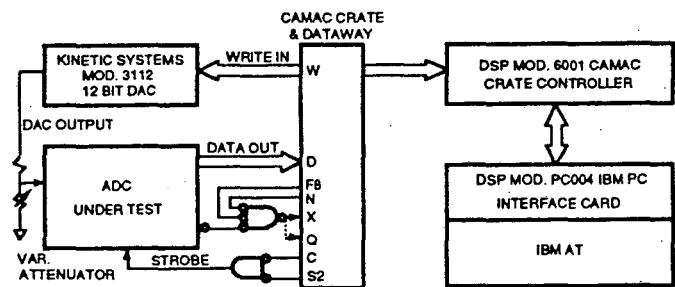 CAMAC CRATE
& DATAWAY
KINETIC SYSTEMS
MOD. 3112
12 BIT DAC
WRITE IN
W
DSP MOD. 6001 CAMAC
CRATE CONTROLLER
DAC OUTPUT
DATA OUT
D
ADC
UNDER TEST
F8
N
X
Q
C
S2
DSP MOD. PC004 IBM PC
INTERFACE CARD
IBM AT
VAR.
ATTENUATOR
STROBE